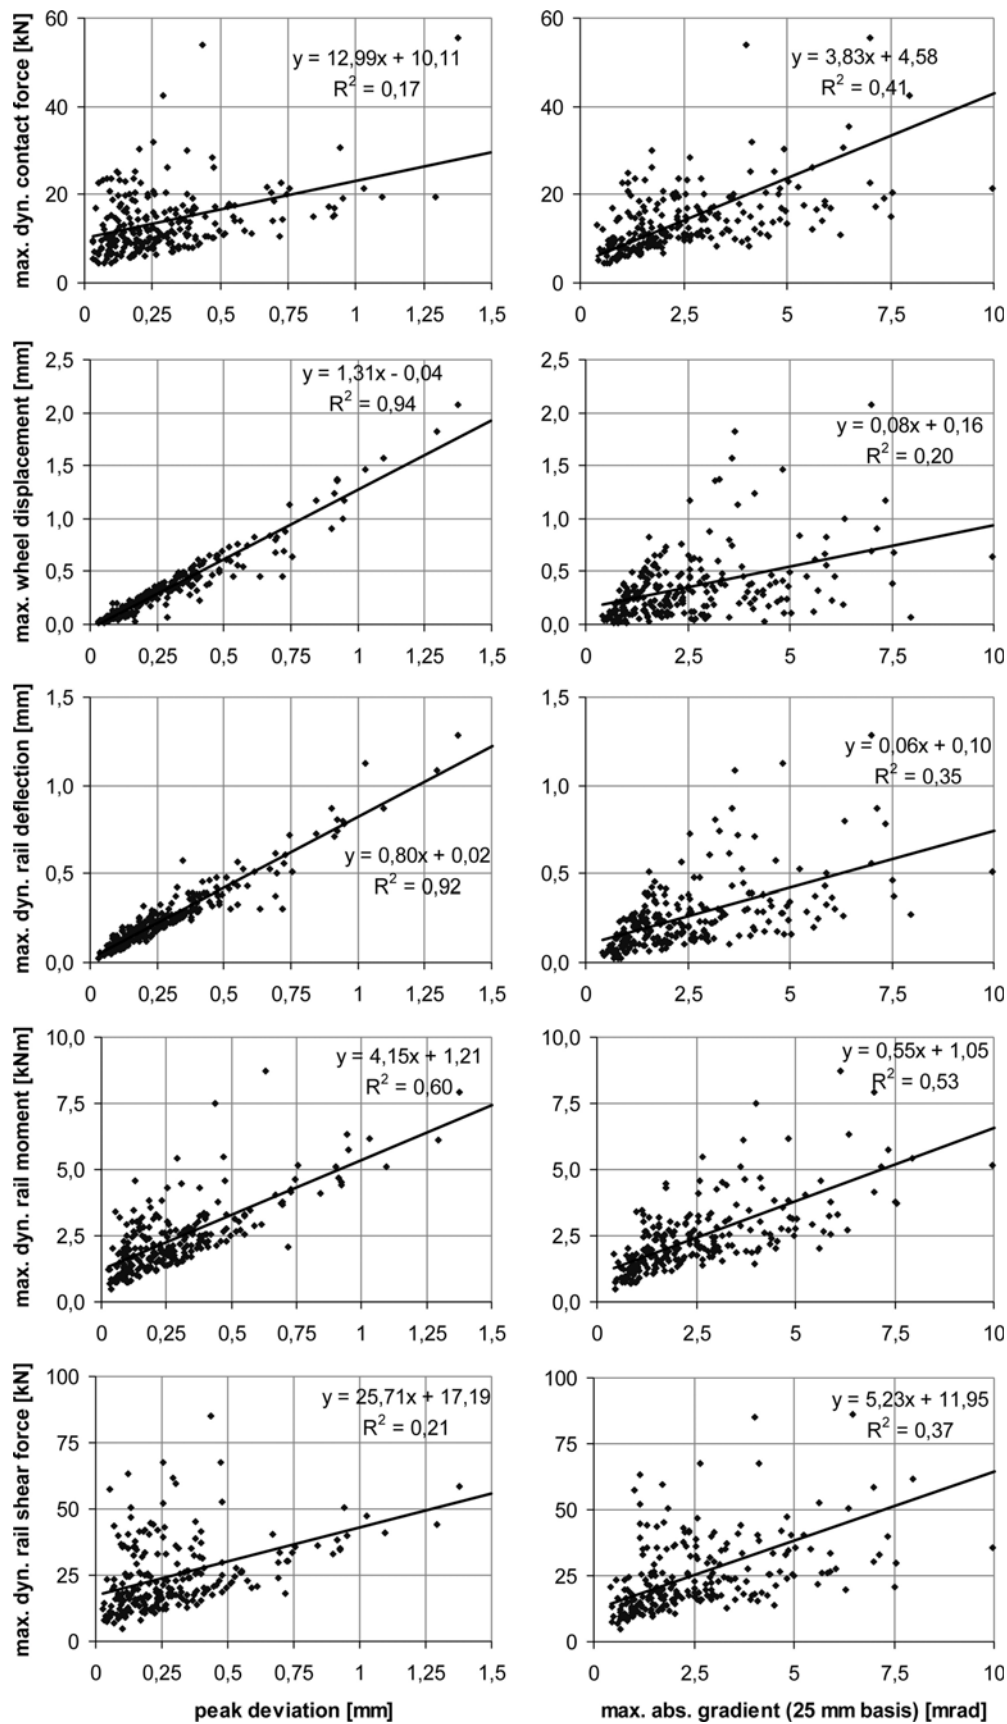 max. dyn. contact force [kN]
60
40
20
0
y = 12,99x + 10,11
R² = 0,17
0 0,25 0,5 0,75 1 1,25 1,5
60
40
20
0
y = 3,83x + 4,58
R² = 0,41
0 2,5 5 7,5 10
max. wheel displacement [mm]
2,5
2,0
1,5
1,0
0,5
0,0
y = 1,31x - 0,04
R² = 0,94
0 0,25 0,5 0,75 1 1,25 1,5
2,5
2,0
1,5
1,0
0,5
0,0
y = 0,08x + 0,16
R² = 0,20
0 2,5 5 7,5 10
max. dyn. rail deflection [mm]
1,5
1,0
0,5
0,0
y = 0,80x + 0,02
R² = 0,92
0 0,25 0,5 0,75 1 1,25 1,5
1,5
1,0
0,5
0,0
y = 0,06x + 0,10
R² = 0,35
0 2,5 5 7,5 10
max. dyn. rail moment [kNm]
10,0
7,5
5,0
2,5
0,0
y = 4,15x + 1,21
R² = 0,60
0 0,25 0,5 0,75 1 1,25 1,5
10,0
7,5
5,0
2,5
0,0
y = 0,55x + 1,05
R² = 0,53
0 2,5 5 7,5 10
max. dyn. rail shear force [kN]
100
75
50
25
0
y = 25,71x + 17,19
R² = 0,21
0 0,25 0,5 0,75 1 1,25 1,5
peak deviation [mm]
100
75
50
25
0
y = 5,23x + 11,95
R² = 0,37
0 2,5 5 7,5 10
max. abs. gradient (25 mm basis) [mrad]